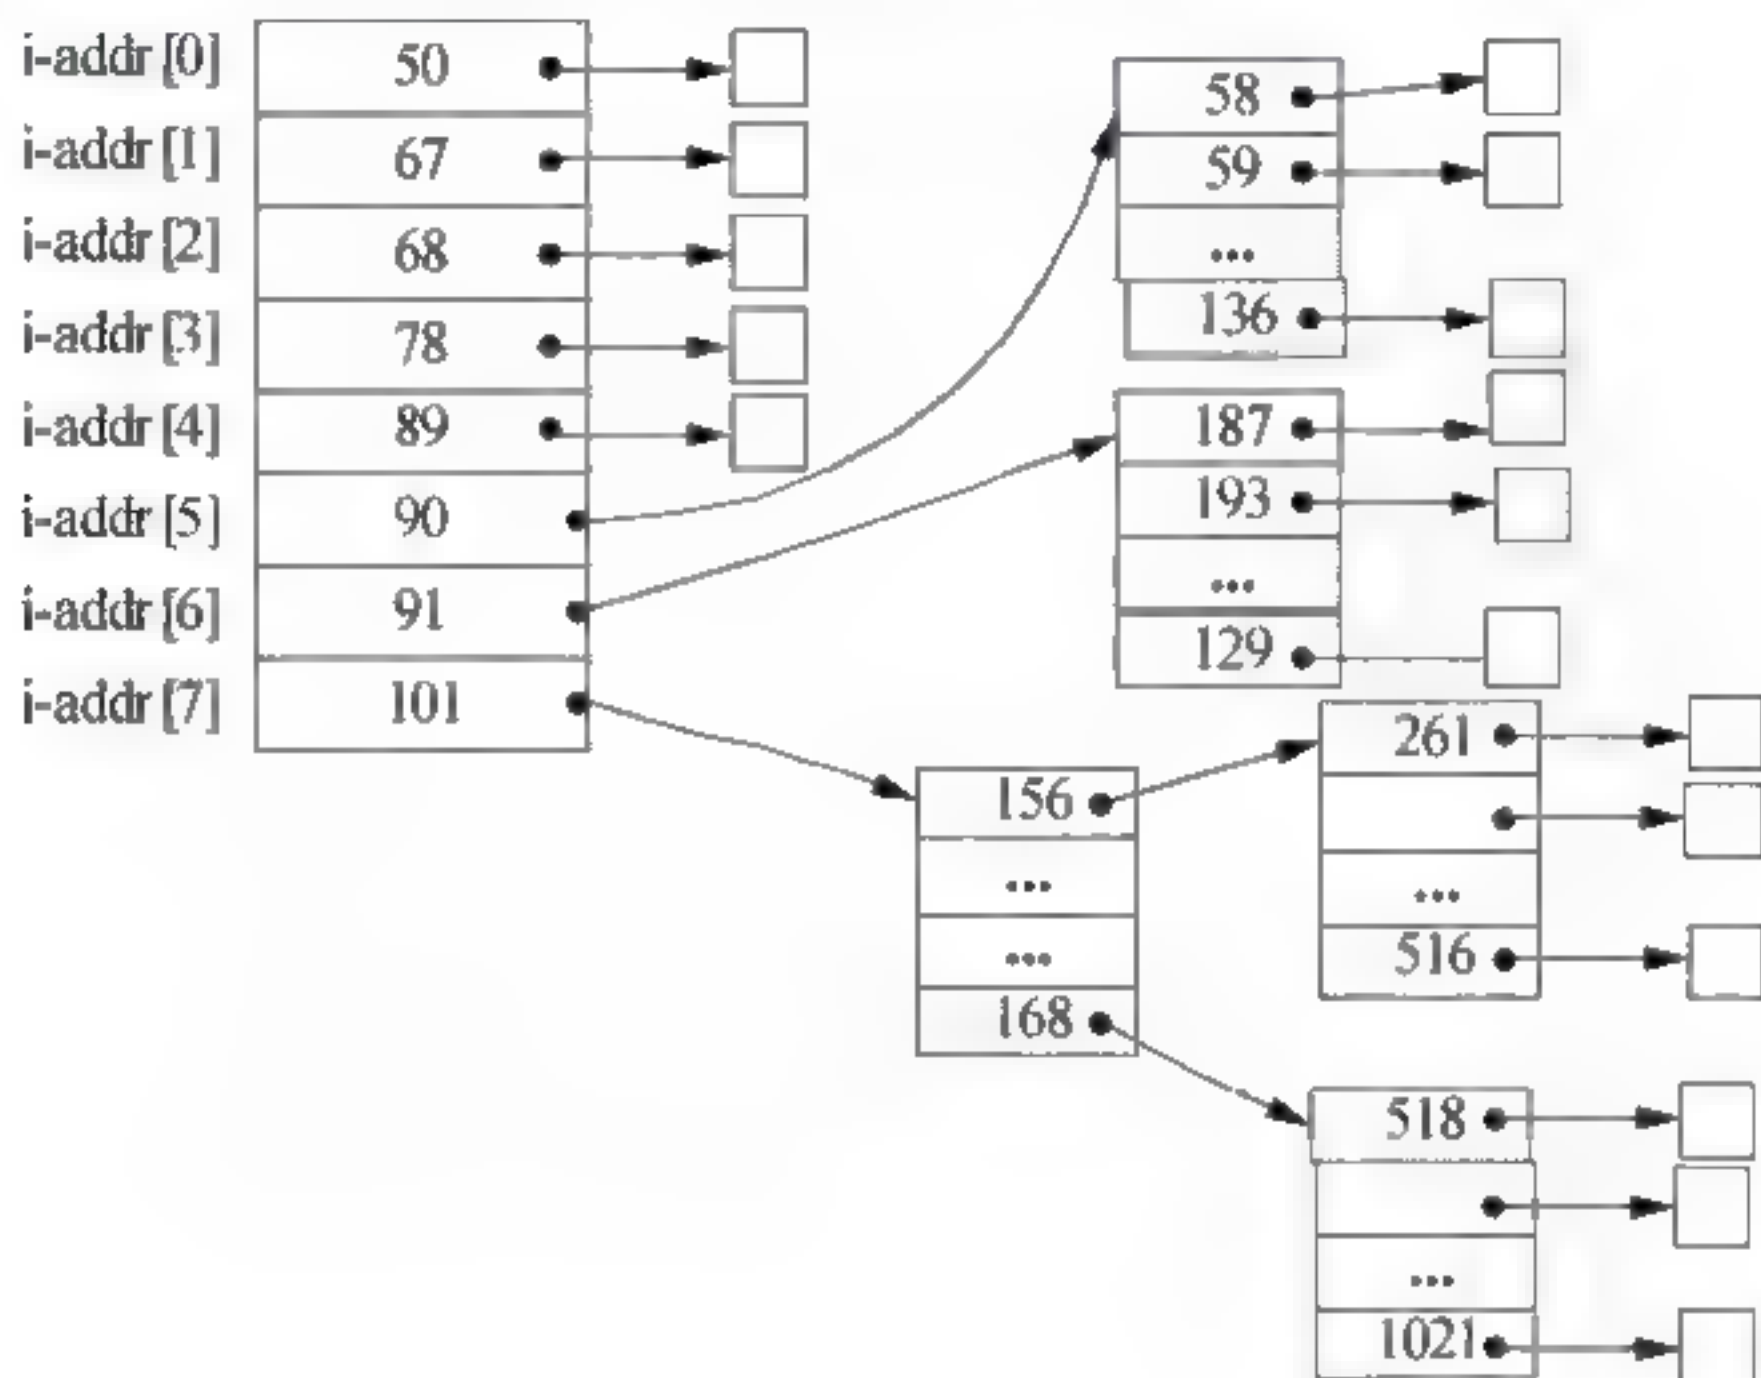 i-addr [0] 50
i-addr [1] 67
i-addr [2] 68
i-addr [3] 78
i-addr [4] 89
i-addr [5] 90
i-addr [6] 91
i-addr [7] 101
58
59
...
136
187
193
...
129
156
...
...
168
261
...
516
518
...
1021